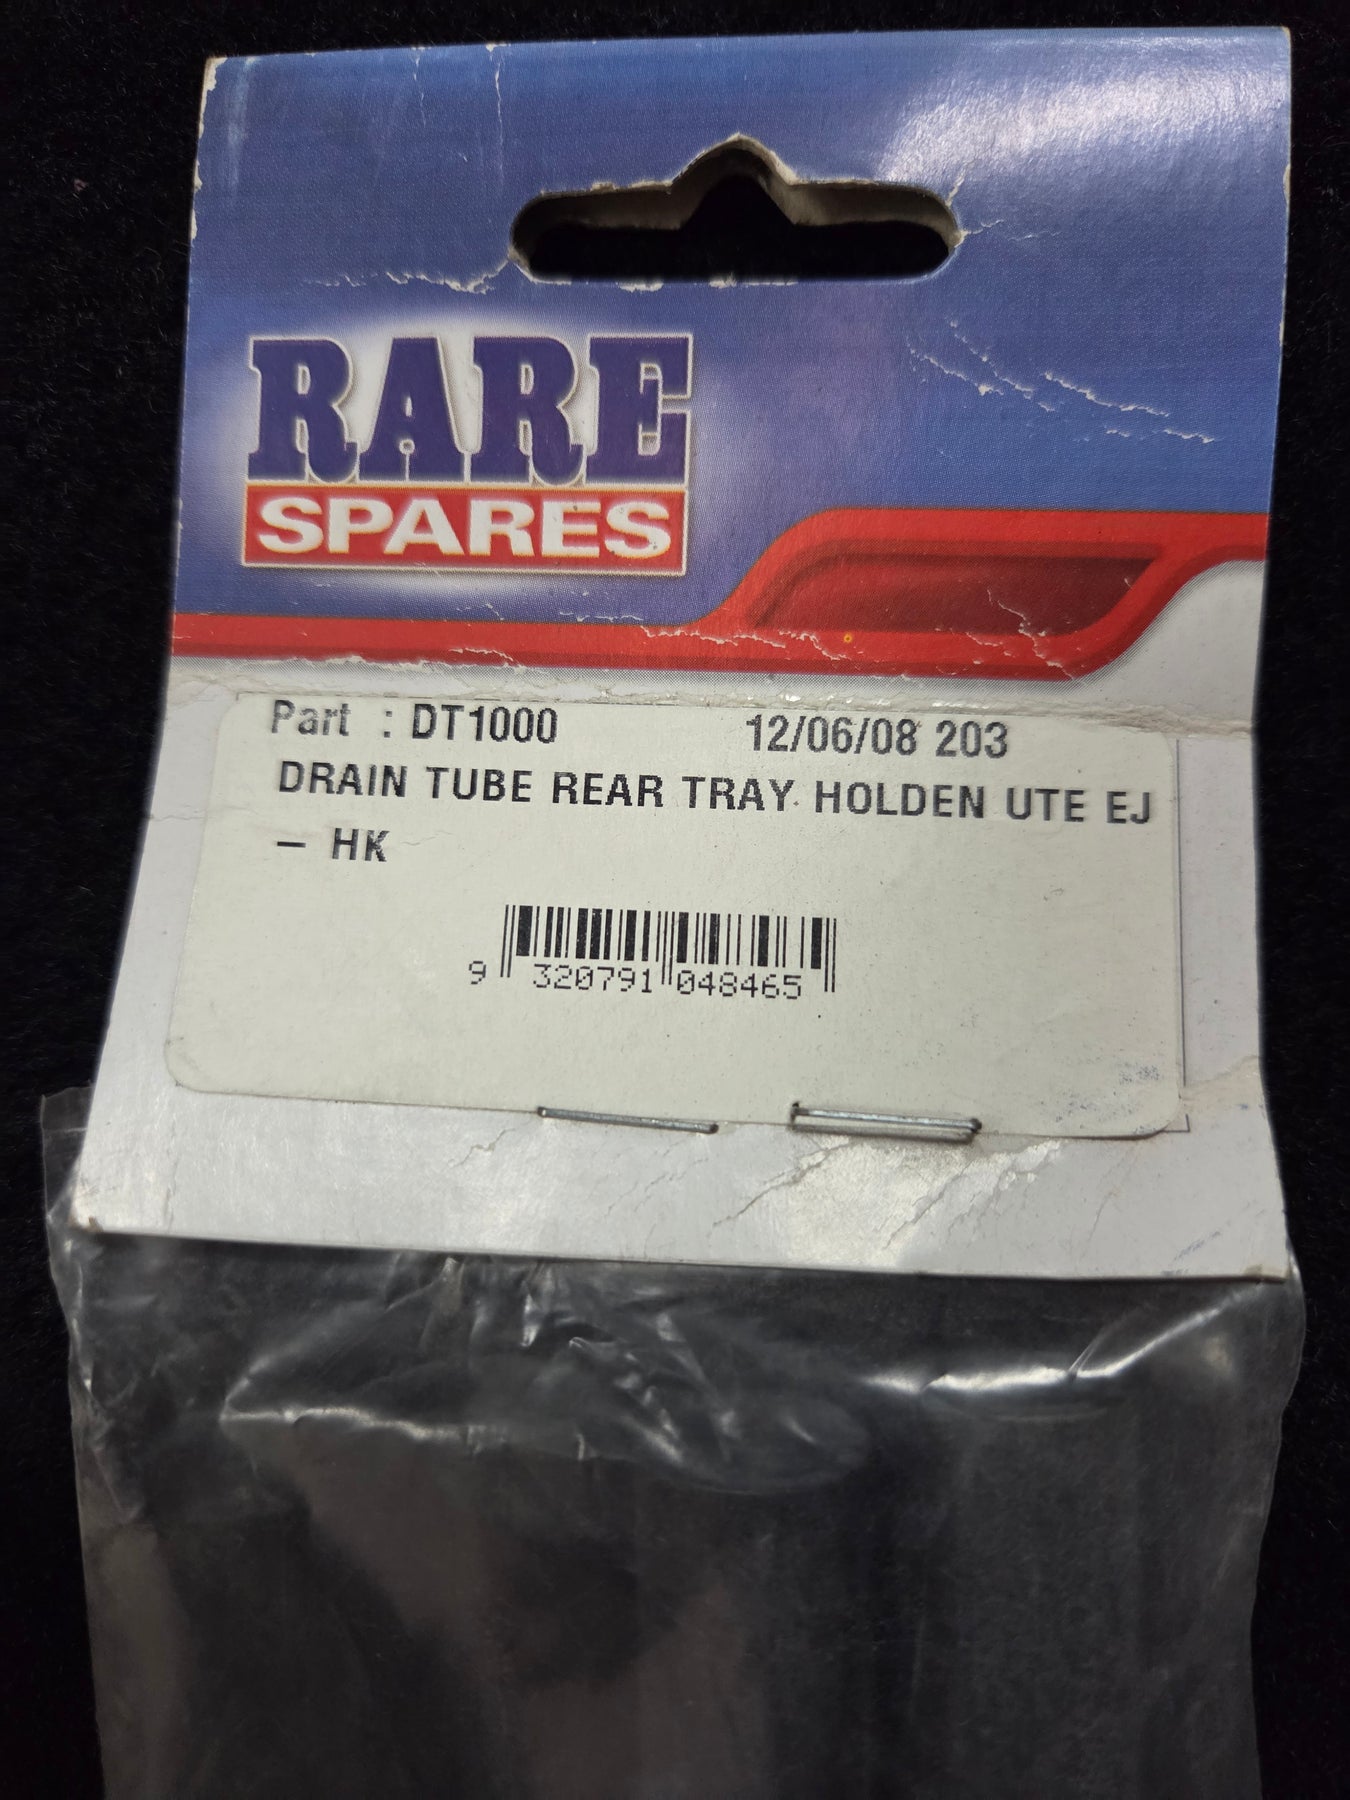 RARE
SPARES
Part : DT1000 12/06/08 203
DRAIN TUBE REAR TRAY HOLDEN UTE EJ
– HK
9 320791 048465